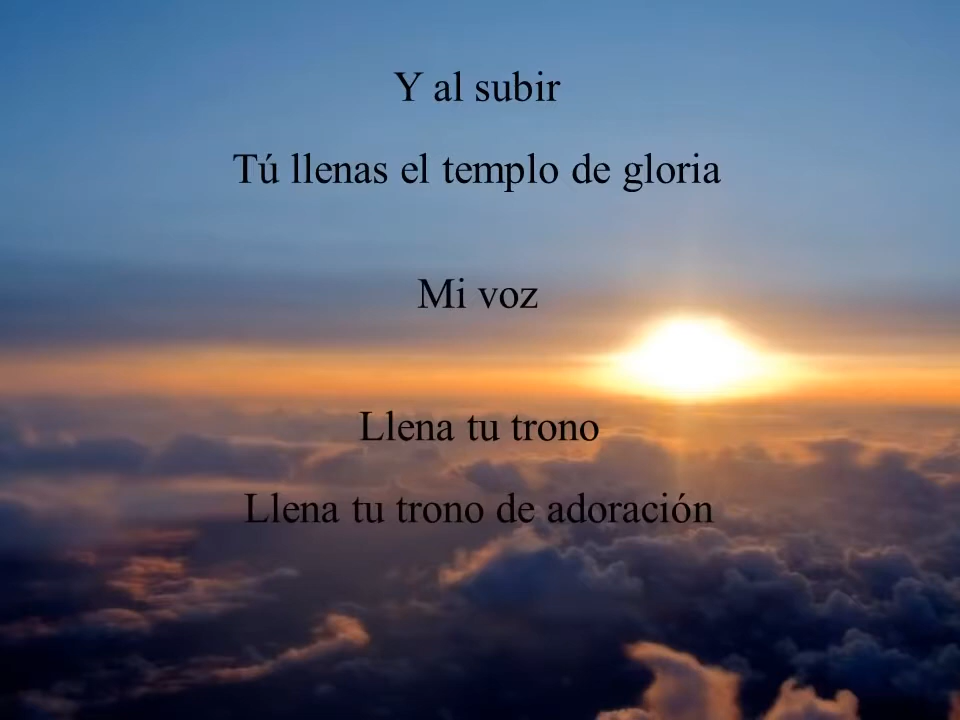 Y al subir
Tú llenas el templo de gloria
Mi voz
Llena tu trono
Llena tu trono de adoración